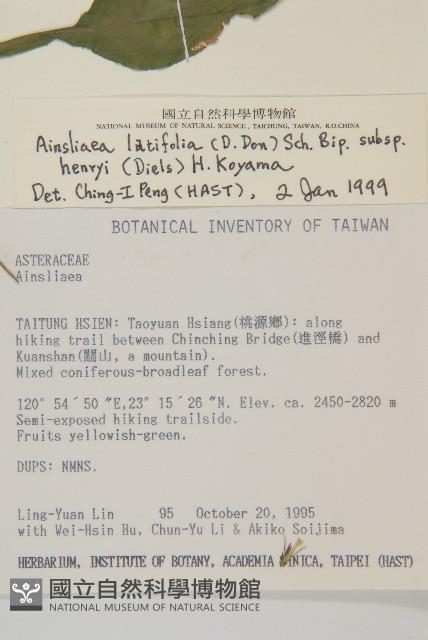 國立自然科學博物館
NATIONAL MUSEUM OF NATURAL SCIENCE, TAICHUNG, TAIWAN, R.O.CHINA
Ainsliaea latifolia (D. Don) Sch. Bip. subsp.
henryi (Diels) H. Koyama
Det. Ching-I Peng (HAST), 2 Jan 1999
BOTANICAL INVENTORY OF TAIWAN
ASTERACEAE
Ainsliaea
TAITUNG HSIEN: Taoyuan Hsiang(桃源鄉): along
hiking trail between Chinching Bridge(進涇橋) and
Kuanshan(關山, a mountain).
Mixed coniferous-broadleaf forest.
120° 54´50 ″E,23° 15´26 ″N. Elev. ca. 2450-2820 m
Semi-exposed hiking trailside.
Fruits yellowish-green.
DUPS: NMNS.
Ling-Yuan Lin 95 October 20, 1995
with Wei-Hsin Hu, Chun-Yu Li & Akiko Soijima
HERBARIUM, INSTITUTE OF BOTANY, ACADEMIA SINICA, TAIPEI (HAST)
國立自然科學博物館
NATIONAL MUSEUM OF NATURAL SCIENCE